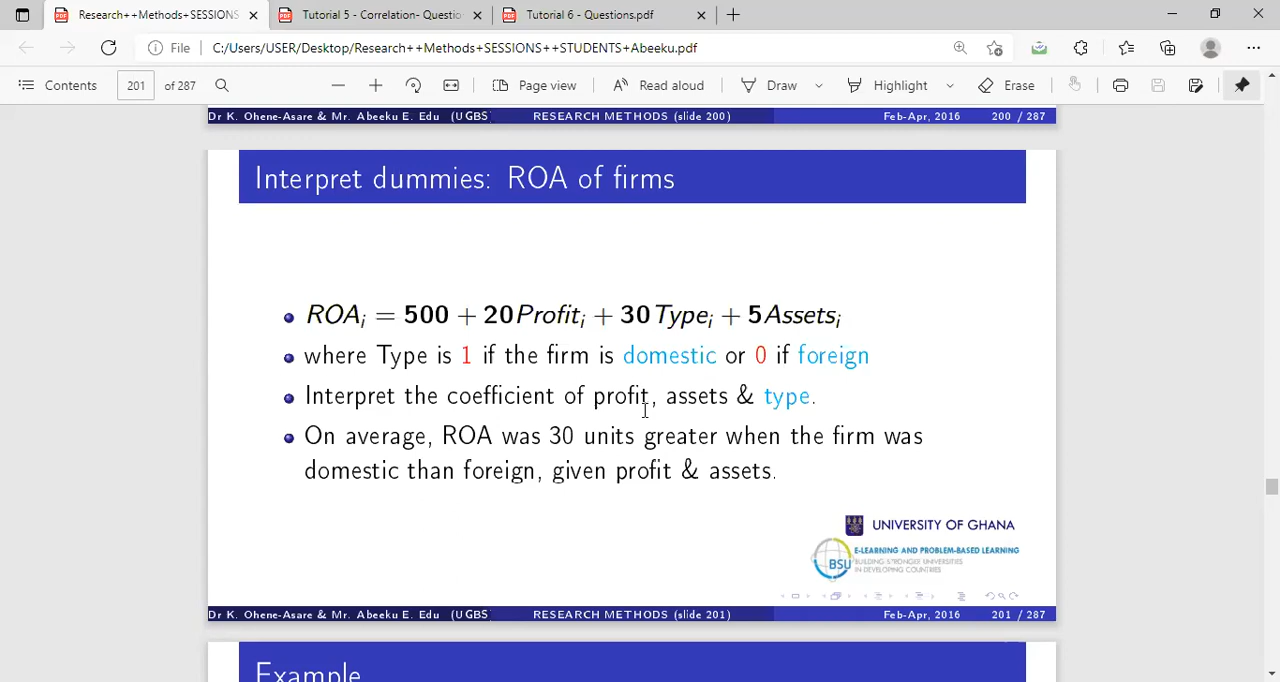 Research++Methods+SESSIONS
Tutorial 5 - Correlation- Questio
Tutorial 6 - Questions.pdf
File
C:/Users/USER/Desktop/Research++Methods+SESSIONS++STUDENTS+Abeeku.pdf
Contents
201 of 287
Page view
Read aloud
Draw
Highlight
Erase
Dr K. Ohene-Asare & Mr. Abeeku E. Edu (UGBS) RESEARCH METHODS (slide 200) Feb-Apr, 2016 200 / 287
Interpret dummies: ROA of firms
ROAi = 500 + 20Profiti + 30Typei + 5Assetsi
where Type is 1 if the firm is domestic or 0 if foreign
Interpret the coefficient of profit, assets & type.
On average, ROA was 30 units greater when the firm was
domestic than foreign, given profit & assets.
UNIVERSITY OF GHANA
BSU
E-LEARNING AND PROBLEM-BASED LEARNING
BUILDING STRONGER UNIVERSITIES
IN DEVELOPING COUNTRIES
Dr K. Ohene-Asare & Mr. Abeeku E. Edu (UGBS) RESEARCH METHODS (slide 201) Feb-Apr, 2016 201 / 287
Example